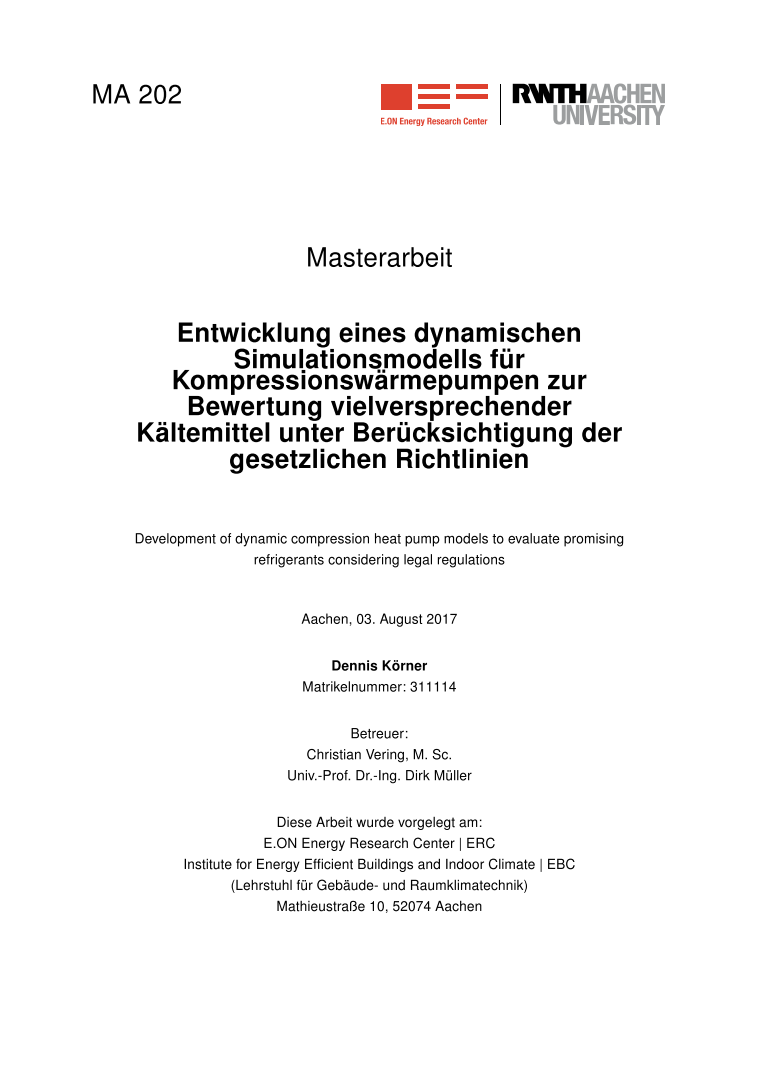 MA 202
E.ON Energy Research Center
RWTHAACHEN
UNIVERSITY
Masterarbeit
Entwicklung eines dynamischen
Simulationsmodells für
Kompressionswärmepumpen zur
Bewertung vielversprechender
Kältemittel unter Berücksichtigung der
gesetzlichen Richtlinien
Development of dynamic compression heat pump models to evaluate promising
refrigerants considering legal regulations
Aachen, 03. August 2017
Dennis Körner
Matrikelnummer: 311114
Betreuer:
Christian Vering, M. Sc.
Univ.-Prof. Dr.-Ing. Dirk Müller
Diese Arbeit wurde vorgelegt am:
E.ON Energy Research Center | ERC
Institute for Energy Efficient Buildings and Indoor Climate | EBC
(Lehrstuhl für Gebäude- und Raumklimatechnik)
Mathieustraße 10, 52074 Aachen